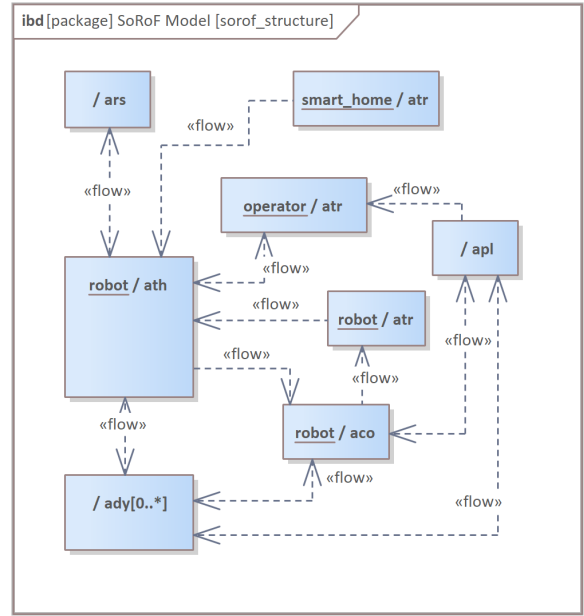 ibd [package] SoRoF Model [sorof_structure]
/ ars
smart_home / atr
«flow»
«flow»
«flow»
operator / atr
/ apl
«flow»
robot / ath
«flow»
robot / atr
«flow»
«flow»
«flow»
«flow»
robot / aco
«flow»
«flow»
/ ady[0..*]
«flow»